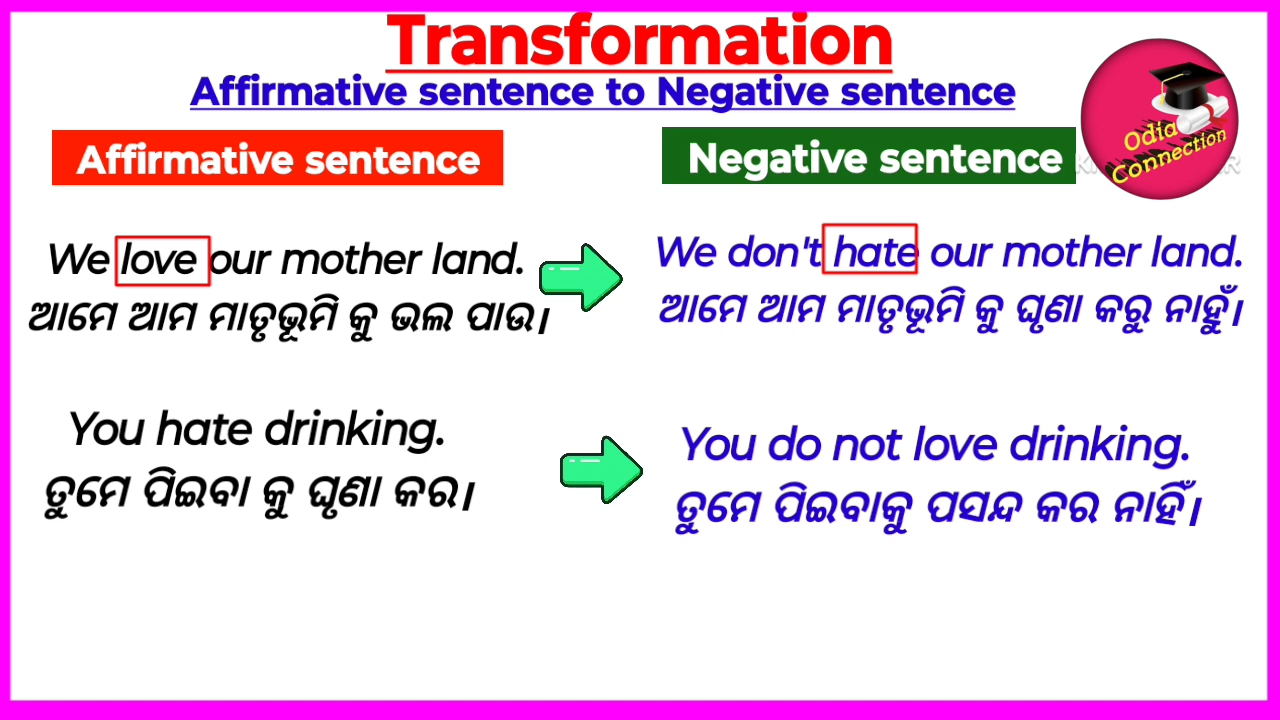 Transformation
Affirmative sentence to Negative sentence
Odia
Connection
Affirmative sentence
Negative sentence
We love our mother land.
We don't hate our mother land.
ଆମେ ଆମ ମାତୃଭୂମି କୁ ଭଲ ପାଉ।
ଆମେ ଆମ ମାତୃଭୂମି କୁ ଘୃଣା କରୁ ନାହୁଁ।
You hate drinking.
You do not love drinking.
ତୁମେ ପିଇବା କୁ ଘୃଣା କର।
ତୁମେ ପିଇବାକୁ ପସନ୍ଦ କର ନାହିଁ।